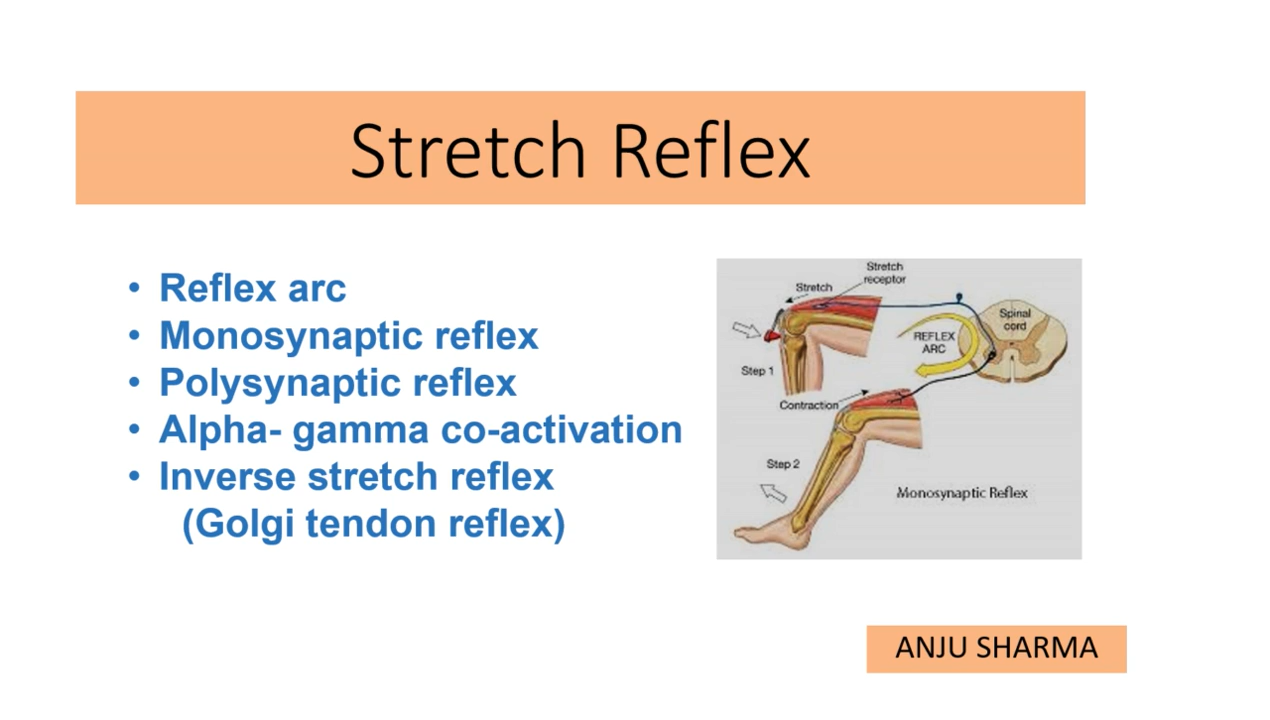 Stretch Reflex
• Reflex arc
• Monosynaptic reflex
• Polysynaptic reflex
• Alpha- gamma co-activation
• Inverse stretch reflex
(Golgi tendon reflex)
Stretch
receptor
Stretch
Spinal
cord
REFLEX
ARC
Step 1
Contraction
Step 2
Monosynaptic Reflex
ANJU SHARMA